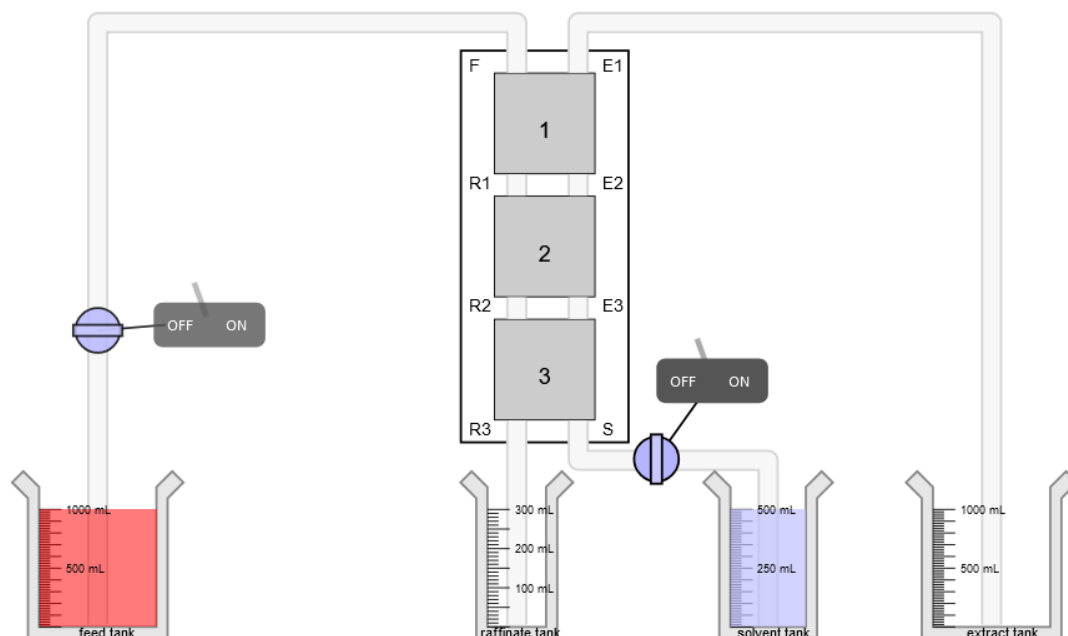 F
E1
1
R1
E2
2
R2
E3
3
R3
S
OFF ON
OFF ON
1000 mL
500 mL
feed tank
300 mL
200 mL
100 mL
raffinate tank
500 mL
250 mL
solvent tank
1000 mL
500 mL
extract tank